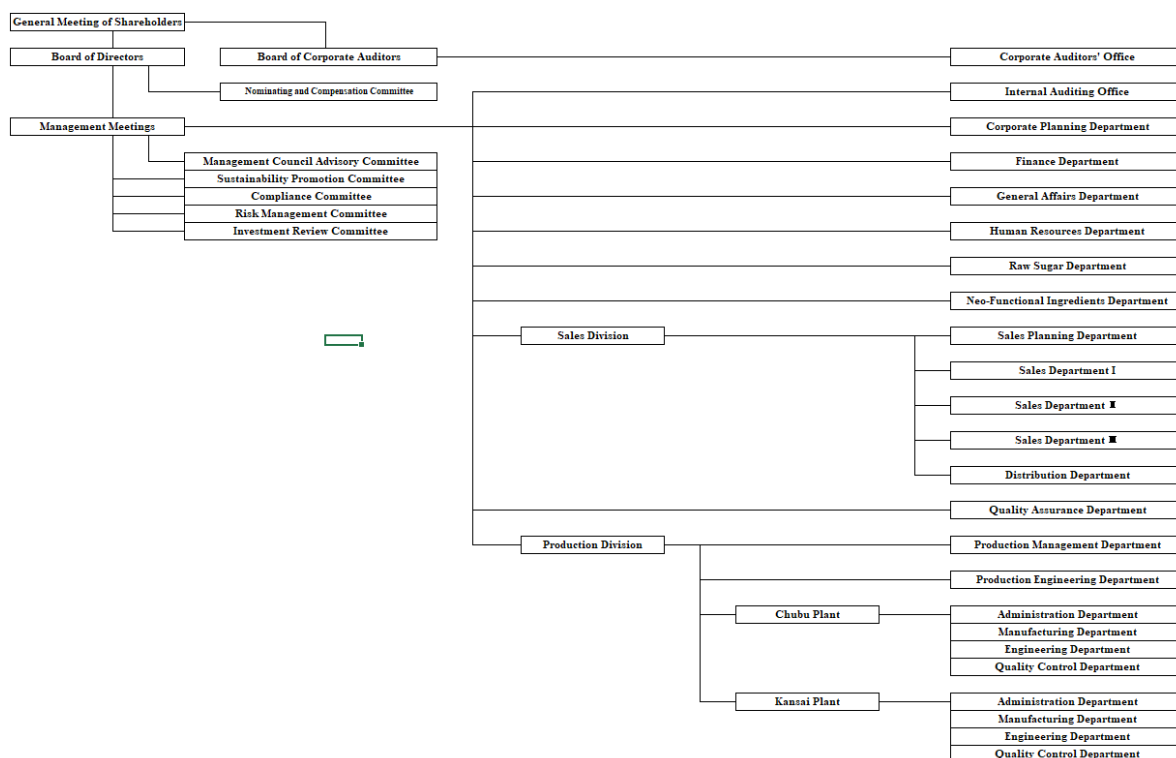 General Meeting of Shareholders
Board of Directors
Board of Corporate Auditors
Corporate Auditors' Office
Nominating and Compensation Committee
Internal Auditing Office
Management Meetings
Corporate Planning Department
Management Council Advisory Committee
Finance Department
Sustainability Promotion Committee
Compliance Committee
General Affairs Department
Risk Management Committee
Investment Review Committee
Human Resources Department
Raw Sugar Department
Neo-Functional Ingredients Department
Sales Division
Sales Planning Department
Sales Department I
Sales Department Ⅱ
Sales Department Ⅲ
Distribution Department
Quality Assurance Department
Production Division
Production Management Department
Production Engineering Department
Chubu Plant
Administration Department
Manufacturing Department
Engineering Department
Quality Control Department
Kansai Plant
Administration Department
Manufacturing Department
Engineering Department
Quality Control Department